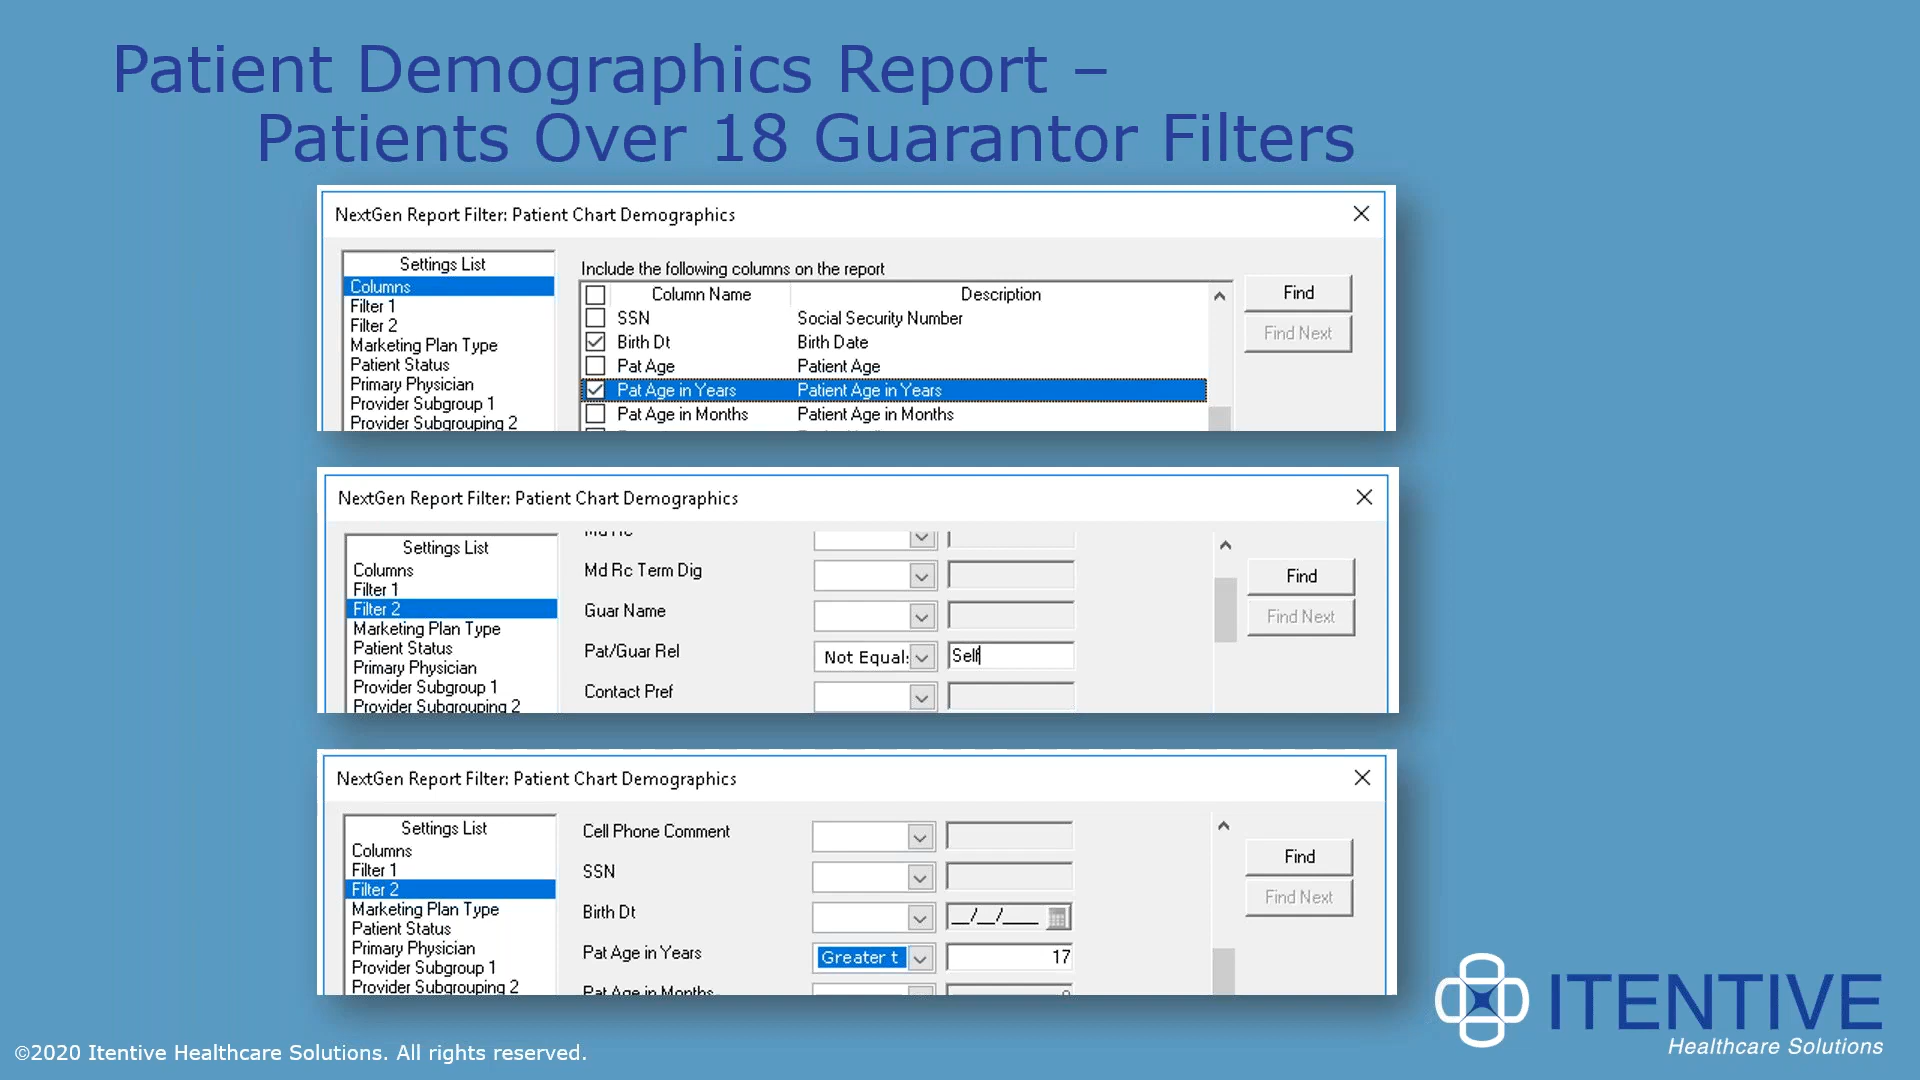 Patient Demographics Report –
Patients Over 18 Guarantor Filters
NextGen Report Filter: Patient Chart Demographics
Settings List
Columns
Filter 1
Filter 2
Marketing Plan Type
Patient Status
Primary Physician
Provider Subgroup 1
Provider Subgrouping 2
Include the following columns on the report
Column Name Description
SSN Social Security Number
Birth Dt Birth Date
Pat Age Patient Age
Pat Age in Years Patient Age in Years
Pat Age in Months Patient Age in Months
Find
Find Next
NextGen Report Filter: Patient Chart Demographics
Settings List
Columns
Filter 1
Filter 2
Marketing Plan Type
Patient Status
Primary Physician
Provider Subgroup 1
Provider Subgrouping 2
Md Rc Term Dig
Guar Name
Pat/Guar Rel Not Equal: Self
Contact Pref
Find
Find Next
NextGen Report Filter: Patient Chart Demographics
Settings List
Columns
Filter 1
Filter 2
Marketing Plan Type
Patient Status
Primary Physician
Provider Subgroup 1
Provider Subgrouping 2
Cell Phone Comment
SSN
Birth Dt __/__/____
Pat Age in Years Greater t 17
Pat Age in Months
Find
Find Next
ITENTIVE
Healthcare Solutions
©2020 Itentive Healthcare Solutions. All rights reserved.